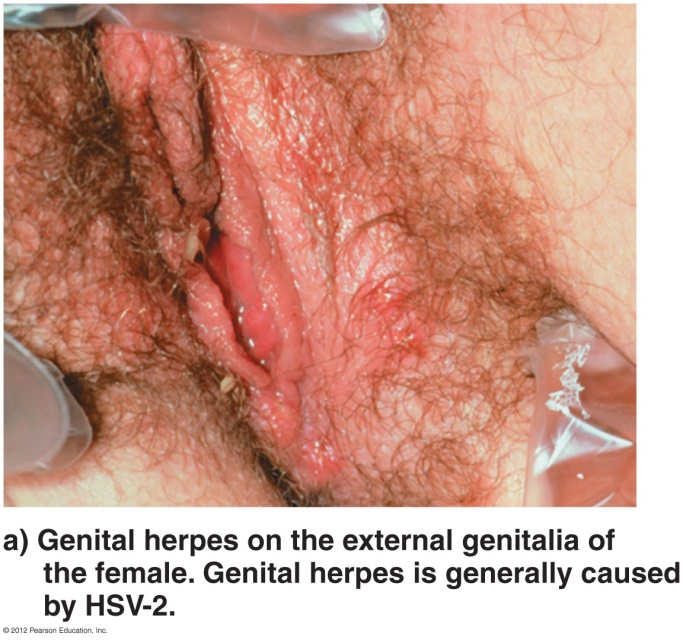 a) Genital herpes on the external genitalia of
the female. Genital herpes is generally caused
by HSV-2.
© 2012 Pearson Education, Inc.